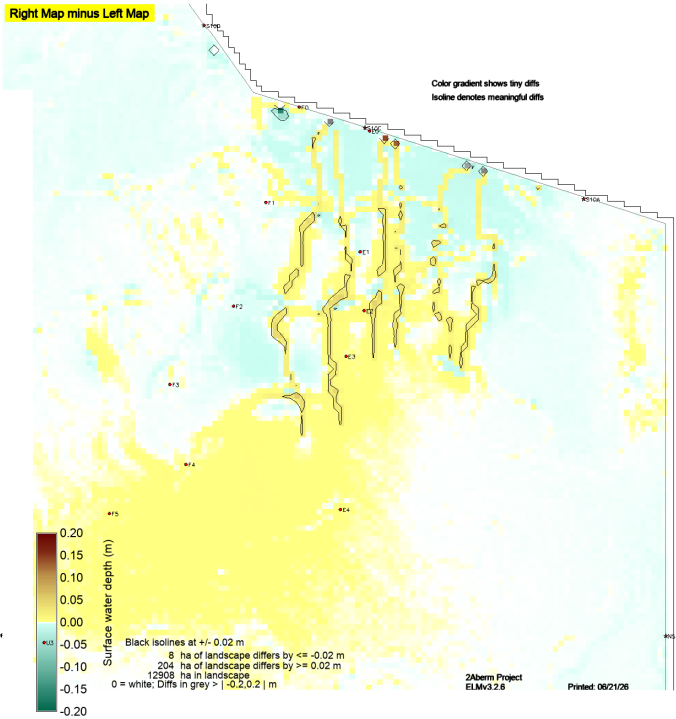 Right Map minus Left Map
S10D
Color gradient shows tiny diffs
Isoline denotes meaningful diffs
F0
S10C
E0
F1
S10A
E1
F2
E2
E3
F3
F4
E4
F5
0.20
0.15
0.10
0.05
0.00
-0.05
-0.10
-0.15
-0.20
Surface water depth (m)
U3
NS
Black isolines at +/- 0.02 m
8 ha of landscape differs by <= -0.02 m
204 ha of landscape differs by >= 0.02 m
12908 ha in landscape
0 = white; Diffs in grey > | -0.2,0.2 | m
2Aberm Project
ELMv3.2.6
Printed: 06/21/26